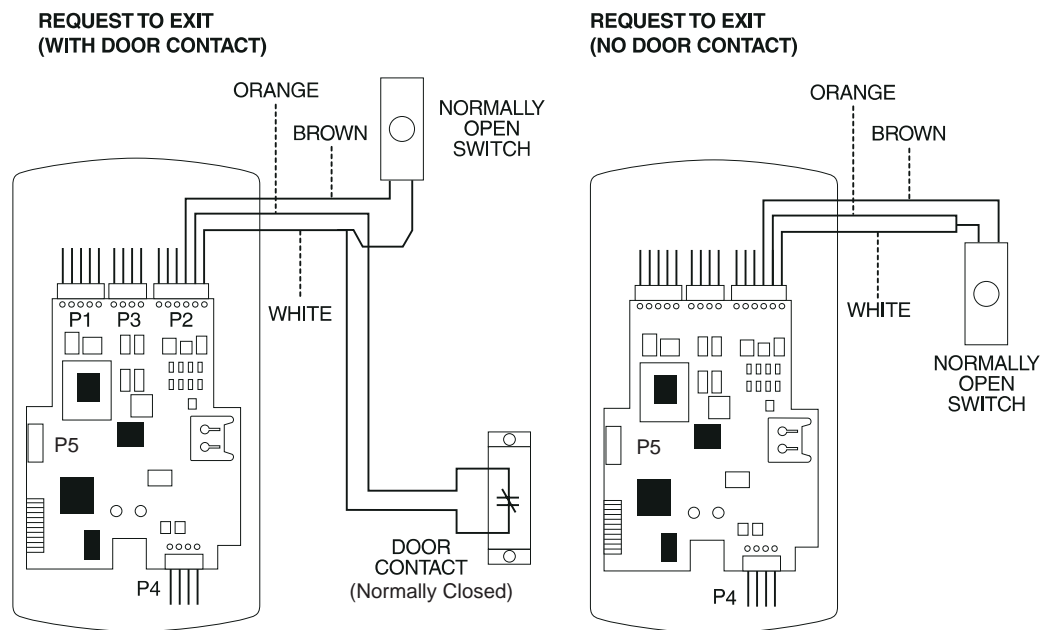 REQUEST TO EXIT
(WITH DOOR CONTACT)
ORANGE
BROWN
NORMALLY
OPEN
SWITCH
WHITE
P1
P3
P2
P5
P4
DOOR
CONTACT
(Normally Closed)
REQUEST TO EXIT
(NO DOOR CONTACT)
ORANGE
BROWN
WHITE
NORMALLY
OPEN
SWITCH
P5
P4